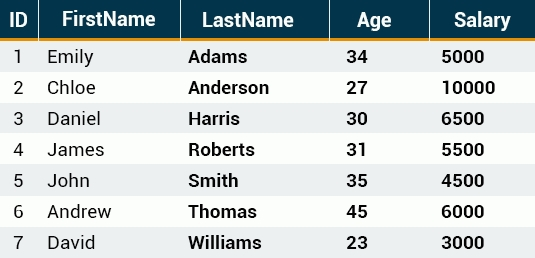 ID FirstName LastName Age Salary
1 Emily Adams 34 5000
2 Chloe Anderson 27 10000
3 Daniel Harris 30 6500
4 James Roberts 31 5500
5 John Smith 35 4500
6 Andrew Thomas 45 6000
7 David Williams 23 3000